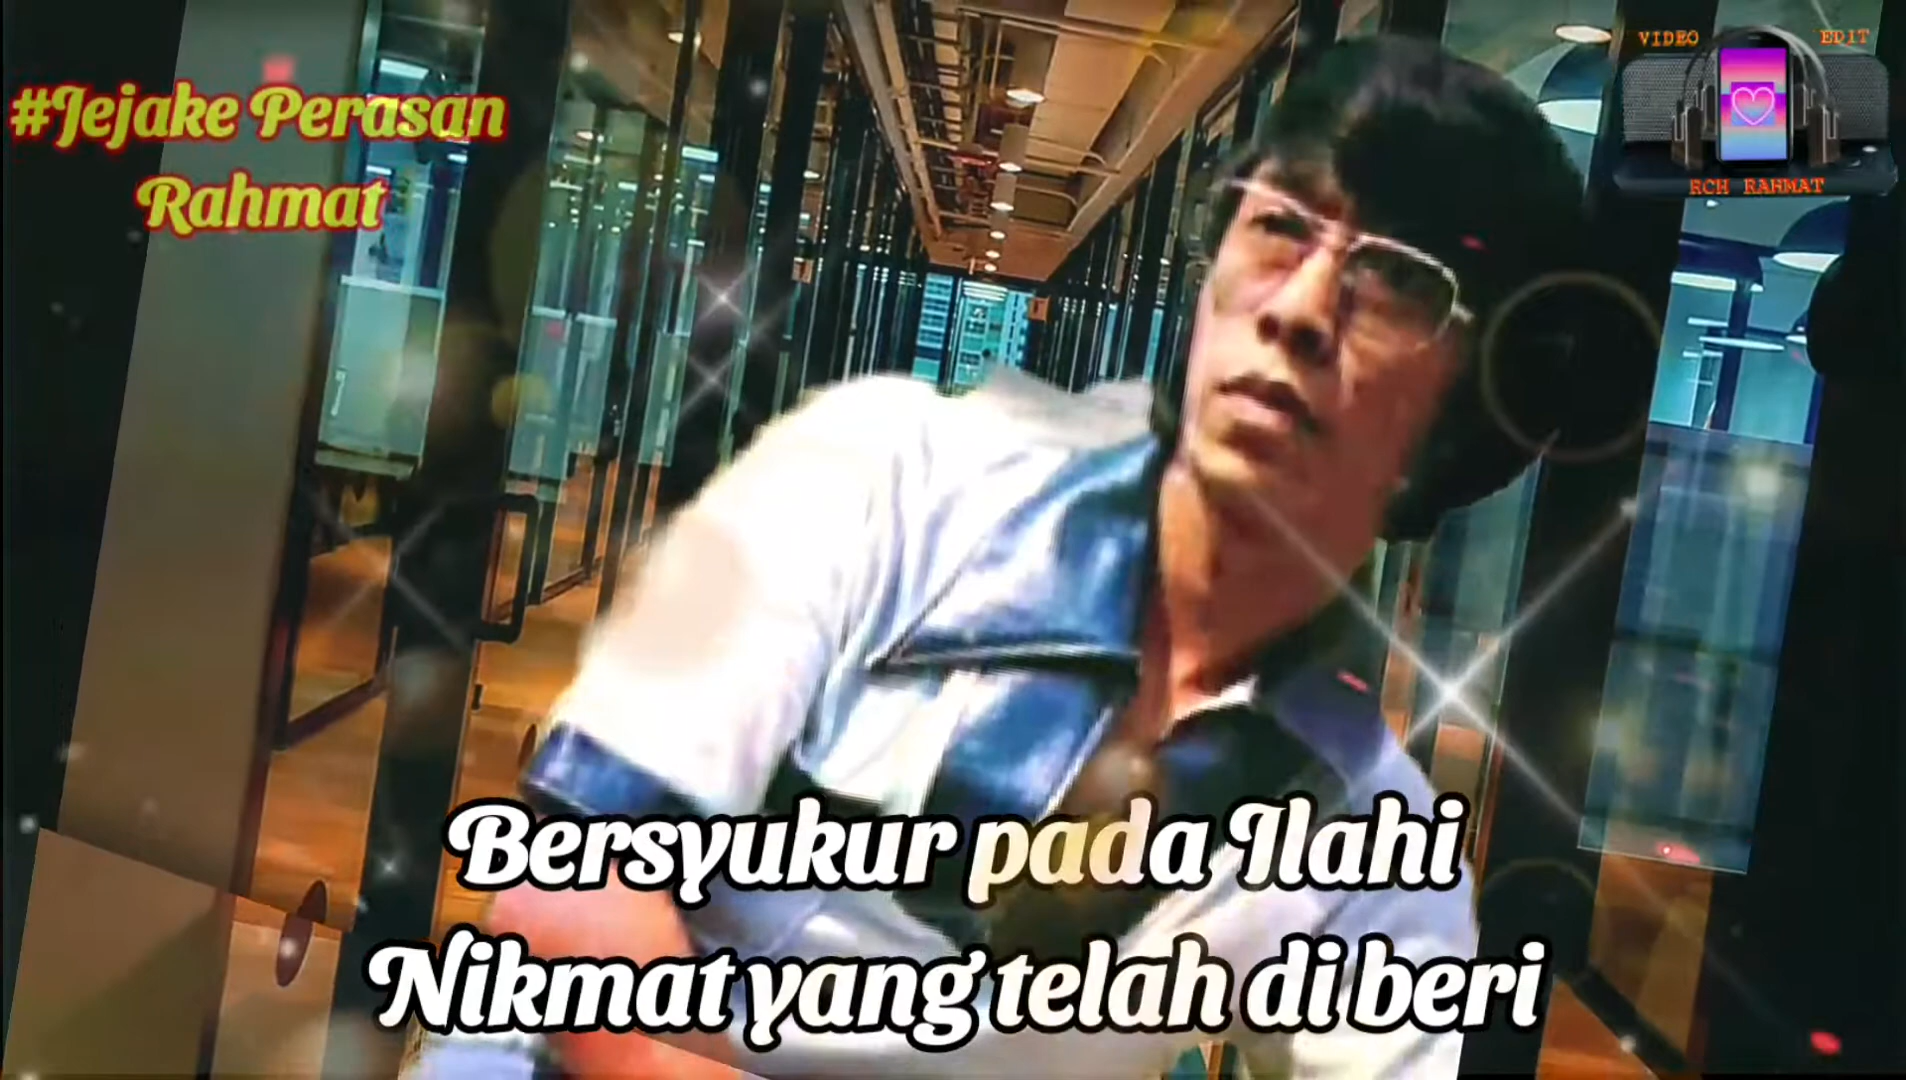 #Jejake Perasan
Rahmat
VIDEO EDIT
RCH RAHMAT
Bersyukur pada Ilahi
Nikmat yang telah di beri